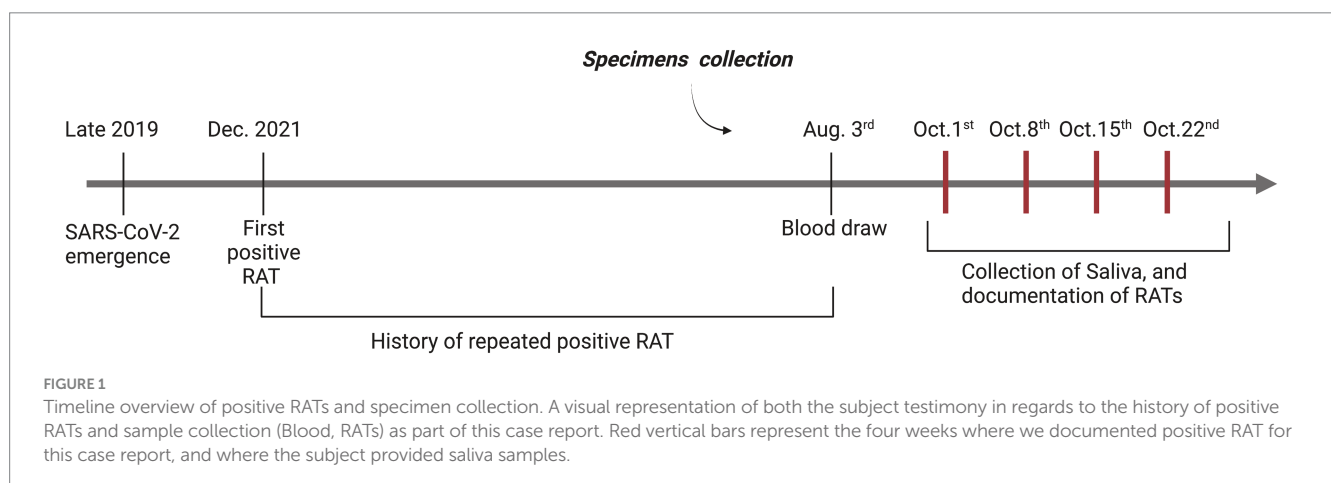 Specimens collection
Late 2019
Dec. 2021
Aug. 3rd
Oct.1st
Oct.8th
Oct.15th
Oct.22nd
SARS-CoV-2
emergence
First
positive
RAT
Blood draw
Collection of Saliva, and
documentation of RATs
History of repeated positive RAT
FIGURE 1
Timeline overview of positive RATs and specimen collection. A visual representation of both the subject testimony in regards to the history of positive
RATs and sample collection (Blood, RATs) as part of this case report. Red vertical bars represent the four weeks where we documented positive RAT for
this case report, and where the subject provided saliva samples.